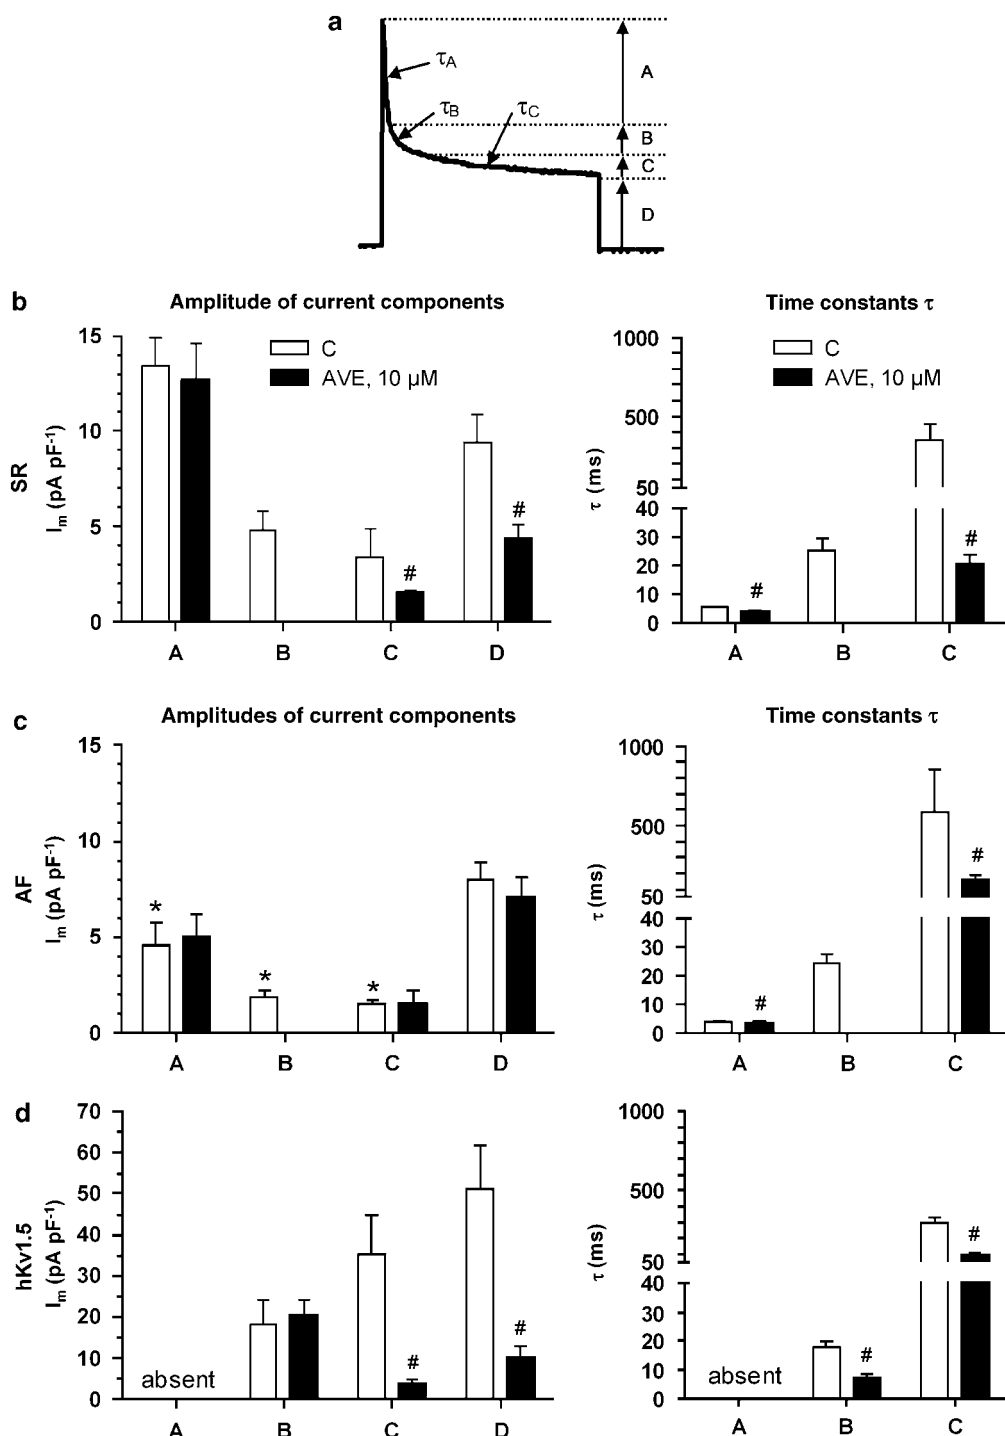 a
τA
τB
τC
A
B
C
D
b
Amplitude of current components
Time constants τ
SR
Im (pA pF-1)
15
10
5
0
C
AVE, 10 µM
#
#
A
B
C
D
τ (ms)
1000
500
50
40
30
20
10
0
C
AVE, 10 µM
#
#
A
B
C
c
Amplitudes of current components
Time constants τ
AF
Im (pA pF-1)
15
10
5
0
*
*
*
A
B
C
D
τ (ms)
1000
500
50
40
30
20
10
0
#
#
A
B
C
d
hKv1.5
Im (pA pF-1)
70
60
50
40
30
20
10
0
absent
#
#
A
B
C
D
τ (ms)
1000
500
50
40
30
20
10
0
absent
#
#
A
B
C